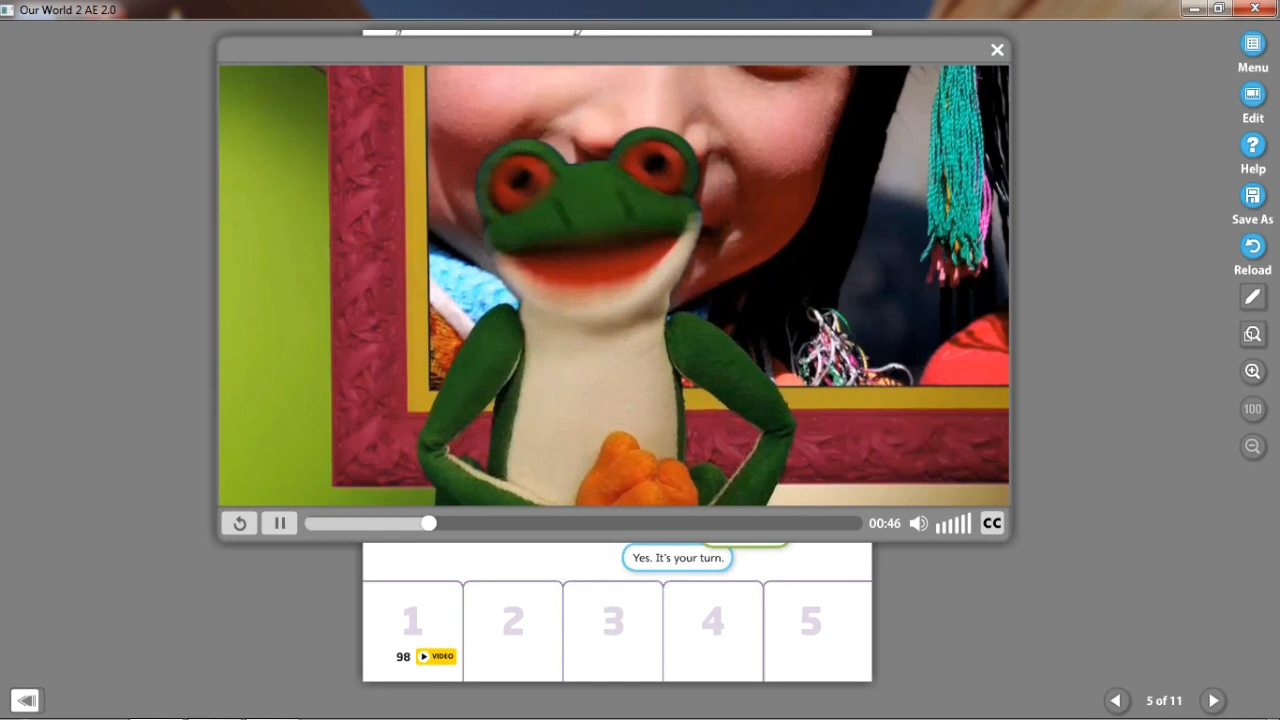 Our World 2 AE 2.0
Menu
Edit
Help
Save As
Reload
100
00:46
CC
Yes. It's your turn.
1 2 3 4 5
98 VIDEO
5 of 11